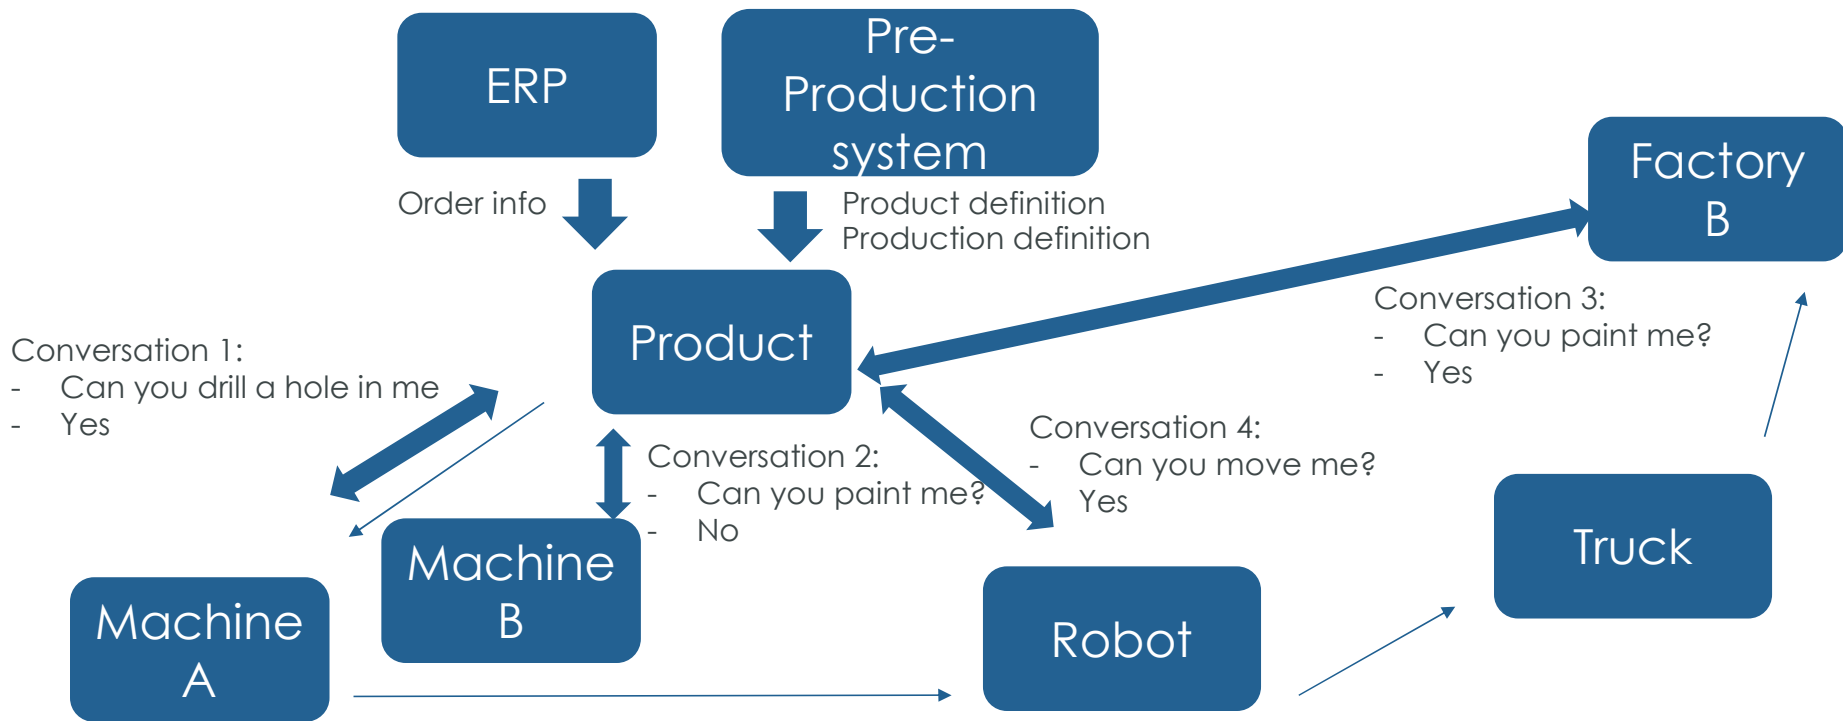 ERP
Pre-
Production
system
Factory
B
Order info
Product definition
Production definition
Product
Conversation 1:
- Can you drill a hole in me
- Yes
Conversation 3:
- Can you paint me?
- Yes
Conversation 2:
- Can you paint me?
- No
Conversation 4:
- Can you move me?
Yes
Machine
A
Machine
B
Robot
Truck